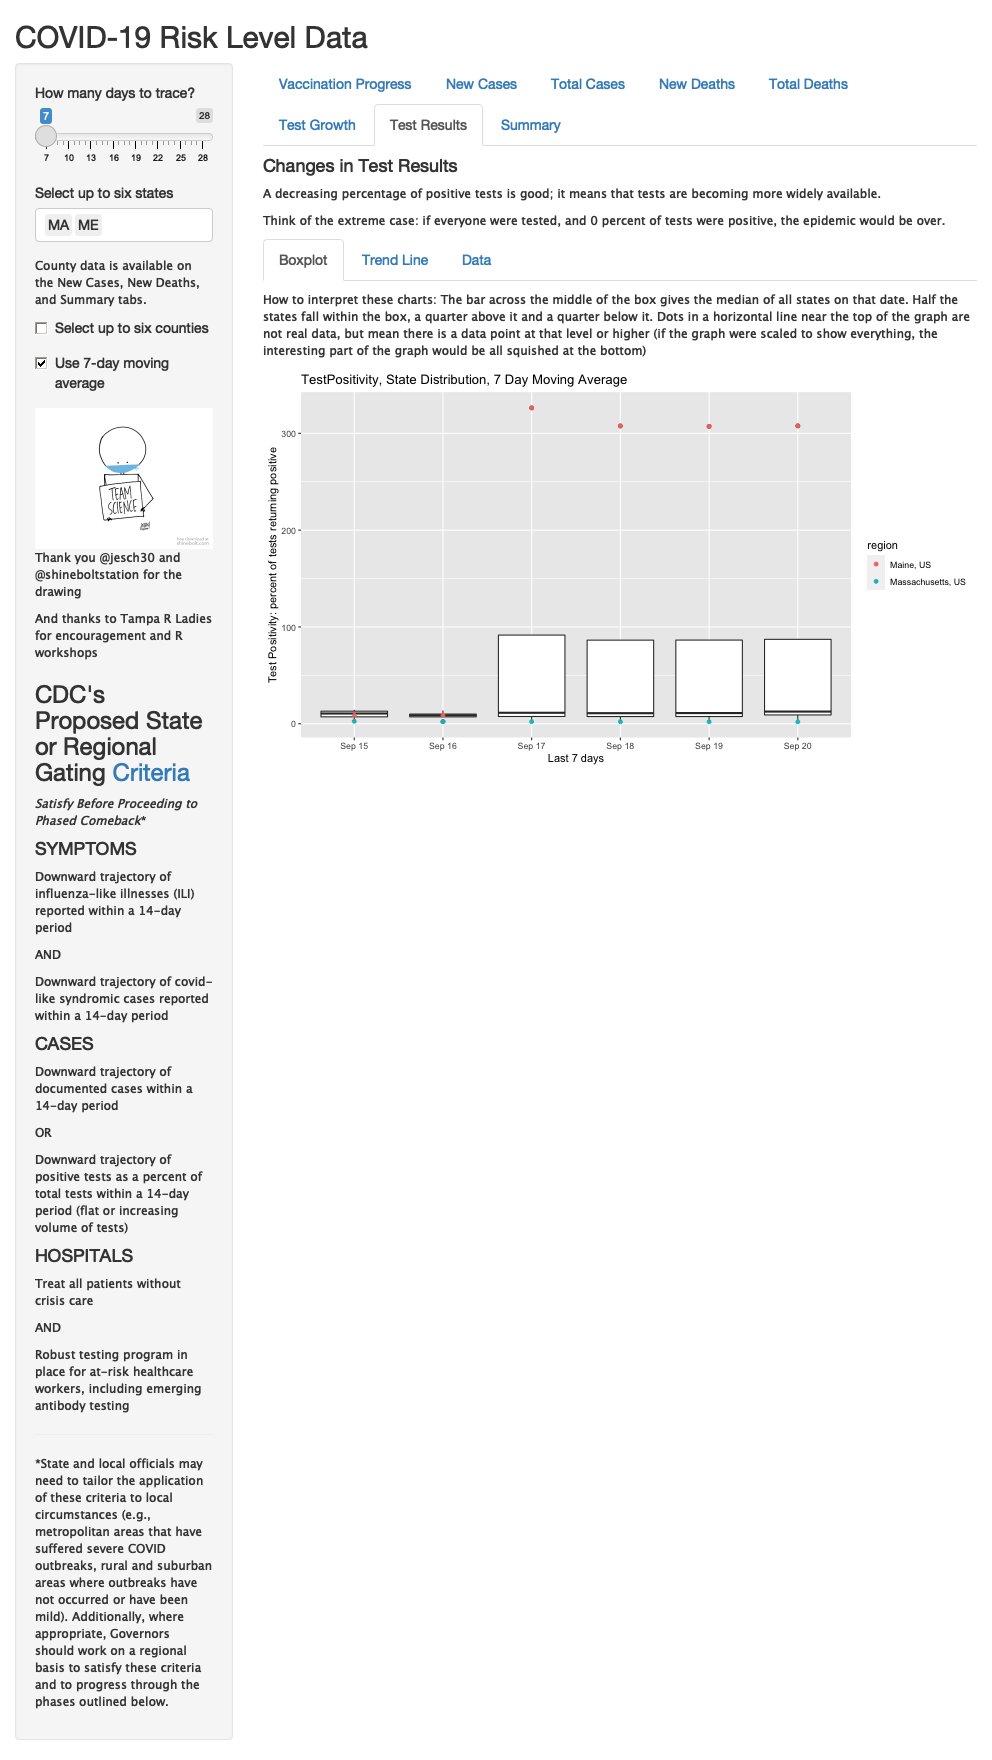 COVID-19 Risk Level Data
How many days to trace?
7
28
7 10 13 16 19 22 25 28
Select up to six states
MA ME
County data is available on
the New Cases, New Deaths,
and Summary tabs.
Select up to six counties
Use 7-day moving
average
TEAM
SCIENCE
free download at
shinebolt.com
Thank you @jesch30 and
@shineboltstation for the
drawing
And thanks to Tampa R Ladies
for encouragement and R
workshops
CDC's
Proposed State
or Regional
Gating Criteria
Satisfy Before Proceeding to
Phased Comeback*
SYMPTOMS
Downward trajectory of
influenza-like illnesses (ILI)
reported within a 14-day
period
AND
Downward trajectory of covid-
like syndromic cases reported
within a 14-day period
CASES
Downward trajectory of
documented cases within a
14-day period
OR
Downward trajectory of
positive tests as a percent of
total tests within a 14-day
period (flat or increasing
volume of tests)
HOSPITALS
Treat all patients without
crisis care
AND
Robust testing program in
place for at-risk healthcare
workers, including emerging
antibody testing
*State and local officials may
need to tailor the application
of these criteria to local
circumstances (e.g.,
metropolitan areas that have
suffered severe COVID
outbreaks, rural and suburban
areas where outbreaks have
not occurred or have been
mild). Additionally, where
appropriate, Governors
should work on a regional
basis to satisfy these criteria
and to progress through the
phases outlined below.
Vaccination Progress New Cases Total Cases New Deaths Total Deaths
Test Growth Test Results Summary
Changes in Test Results
A decreasing percentage of positive tests is good; it means that tests are becoming more widely available.
Think of the extreme case: if everyone were tested, and 0 percent of tests were positive, the epidemic would be over.
Boxplot Trend Line Data
How to interpret these charts: The bar across the middle of the box gives the median of all states on that date. Half the
states fall within the box, a quarter above it and a quarter below it. Dots in a horizontal line near the top of the graph are
not real data, but mean there is a data point at that level or higher (if the graph were scaled to show everything, the
interesting part of the graph would be all squished at the bottom)
TestPositivity, State Distribution, 7 Day Moving Average
Test Positivity: percent of tests returning positive
300
200
100
0
Sep 15 Sep 16 Sep 17 Sep 18 Sep 19 Sep 20
Last 7 days
region
Maine, US
Massachusetts, US